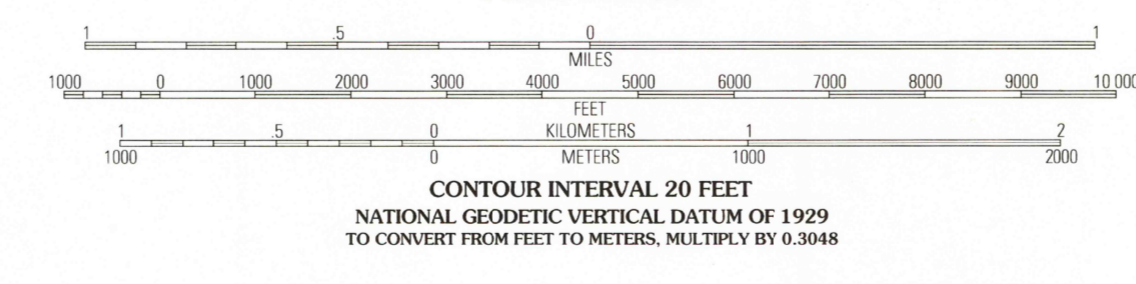 1 .5 0 1
MILES
1000 0 1000 2000 3000 4000 5000 6000 7000 8000 9000 10 000
FEET
1 .5 0 KILOMETERS 1 2
1000 0 METERS 1000 2000
CONTOUR INTERVAL 20 FEET
NATIONAL GEODETIC VERTICAL DATUM OF 1929
TO CONVERT FROM FEET TO METERS, MULTIPLY BY 0.3048